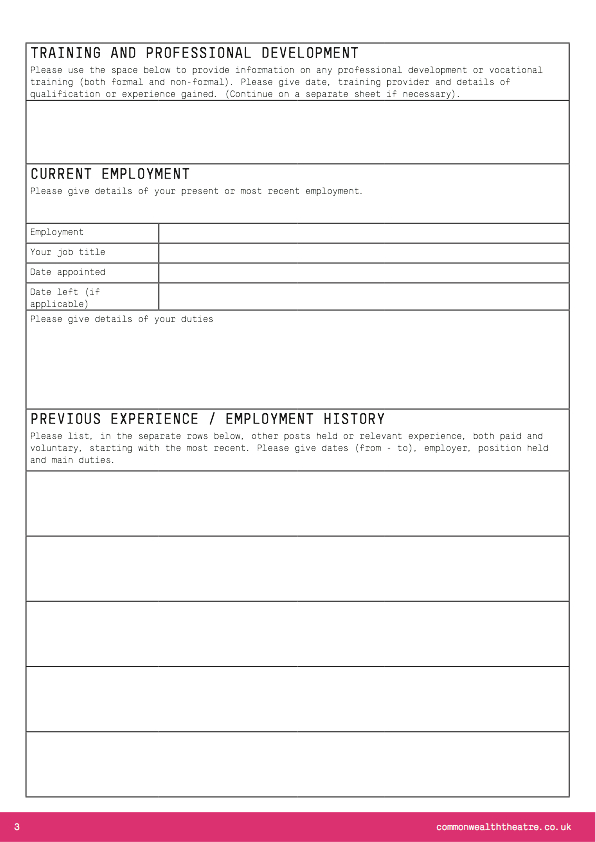 TRAINING AND PROFESSIONAL DEVELOPMENT
Please use the space below to provide information on any professional development or vocational
training (both formal and non-formal). Please give date, training provider and details of
qualification or experience gained. (Continue on a separate sheet if necessary).
CURRENT EMPLOYMENT
Please give details of your present or most recent employment.
Employment
Your job title
Date appointed
Date left (if
applicable)
Please give details of your duties
PREVIOUS EXPERIENCE / EMPLOYMENT HISTORY
Please list, in the separate rows below, other posts held or relevant experience, both paid and
voluntary, starting with the most recent. Please give dates (from - to), employer, position held
and main duties.
3
commonwealththeatre.co.uk